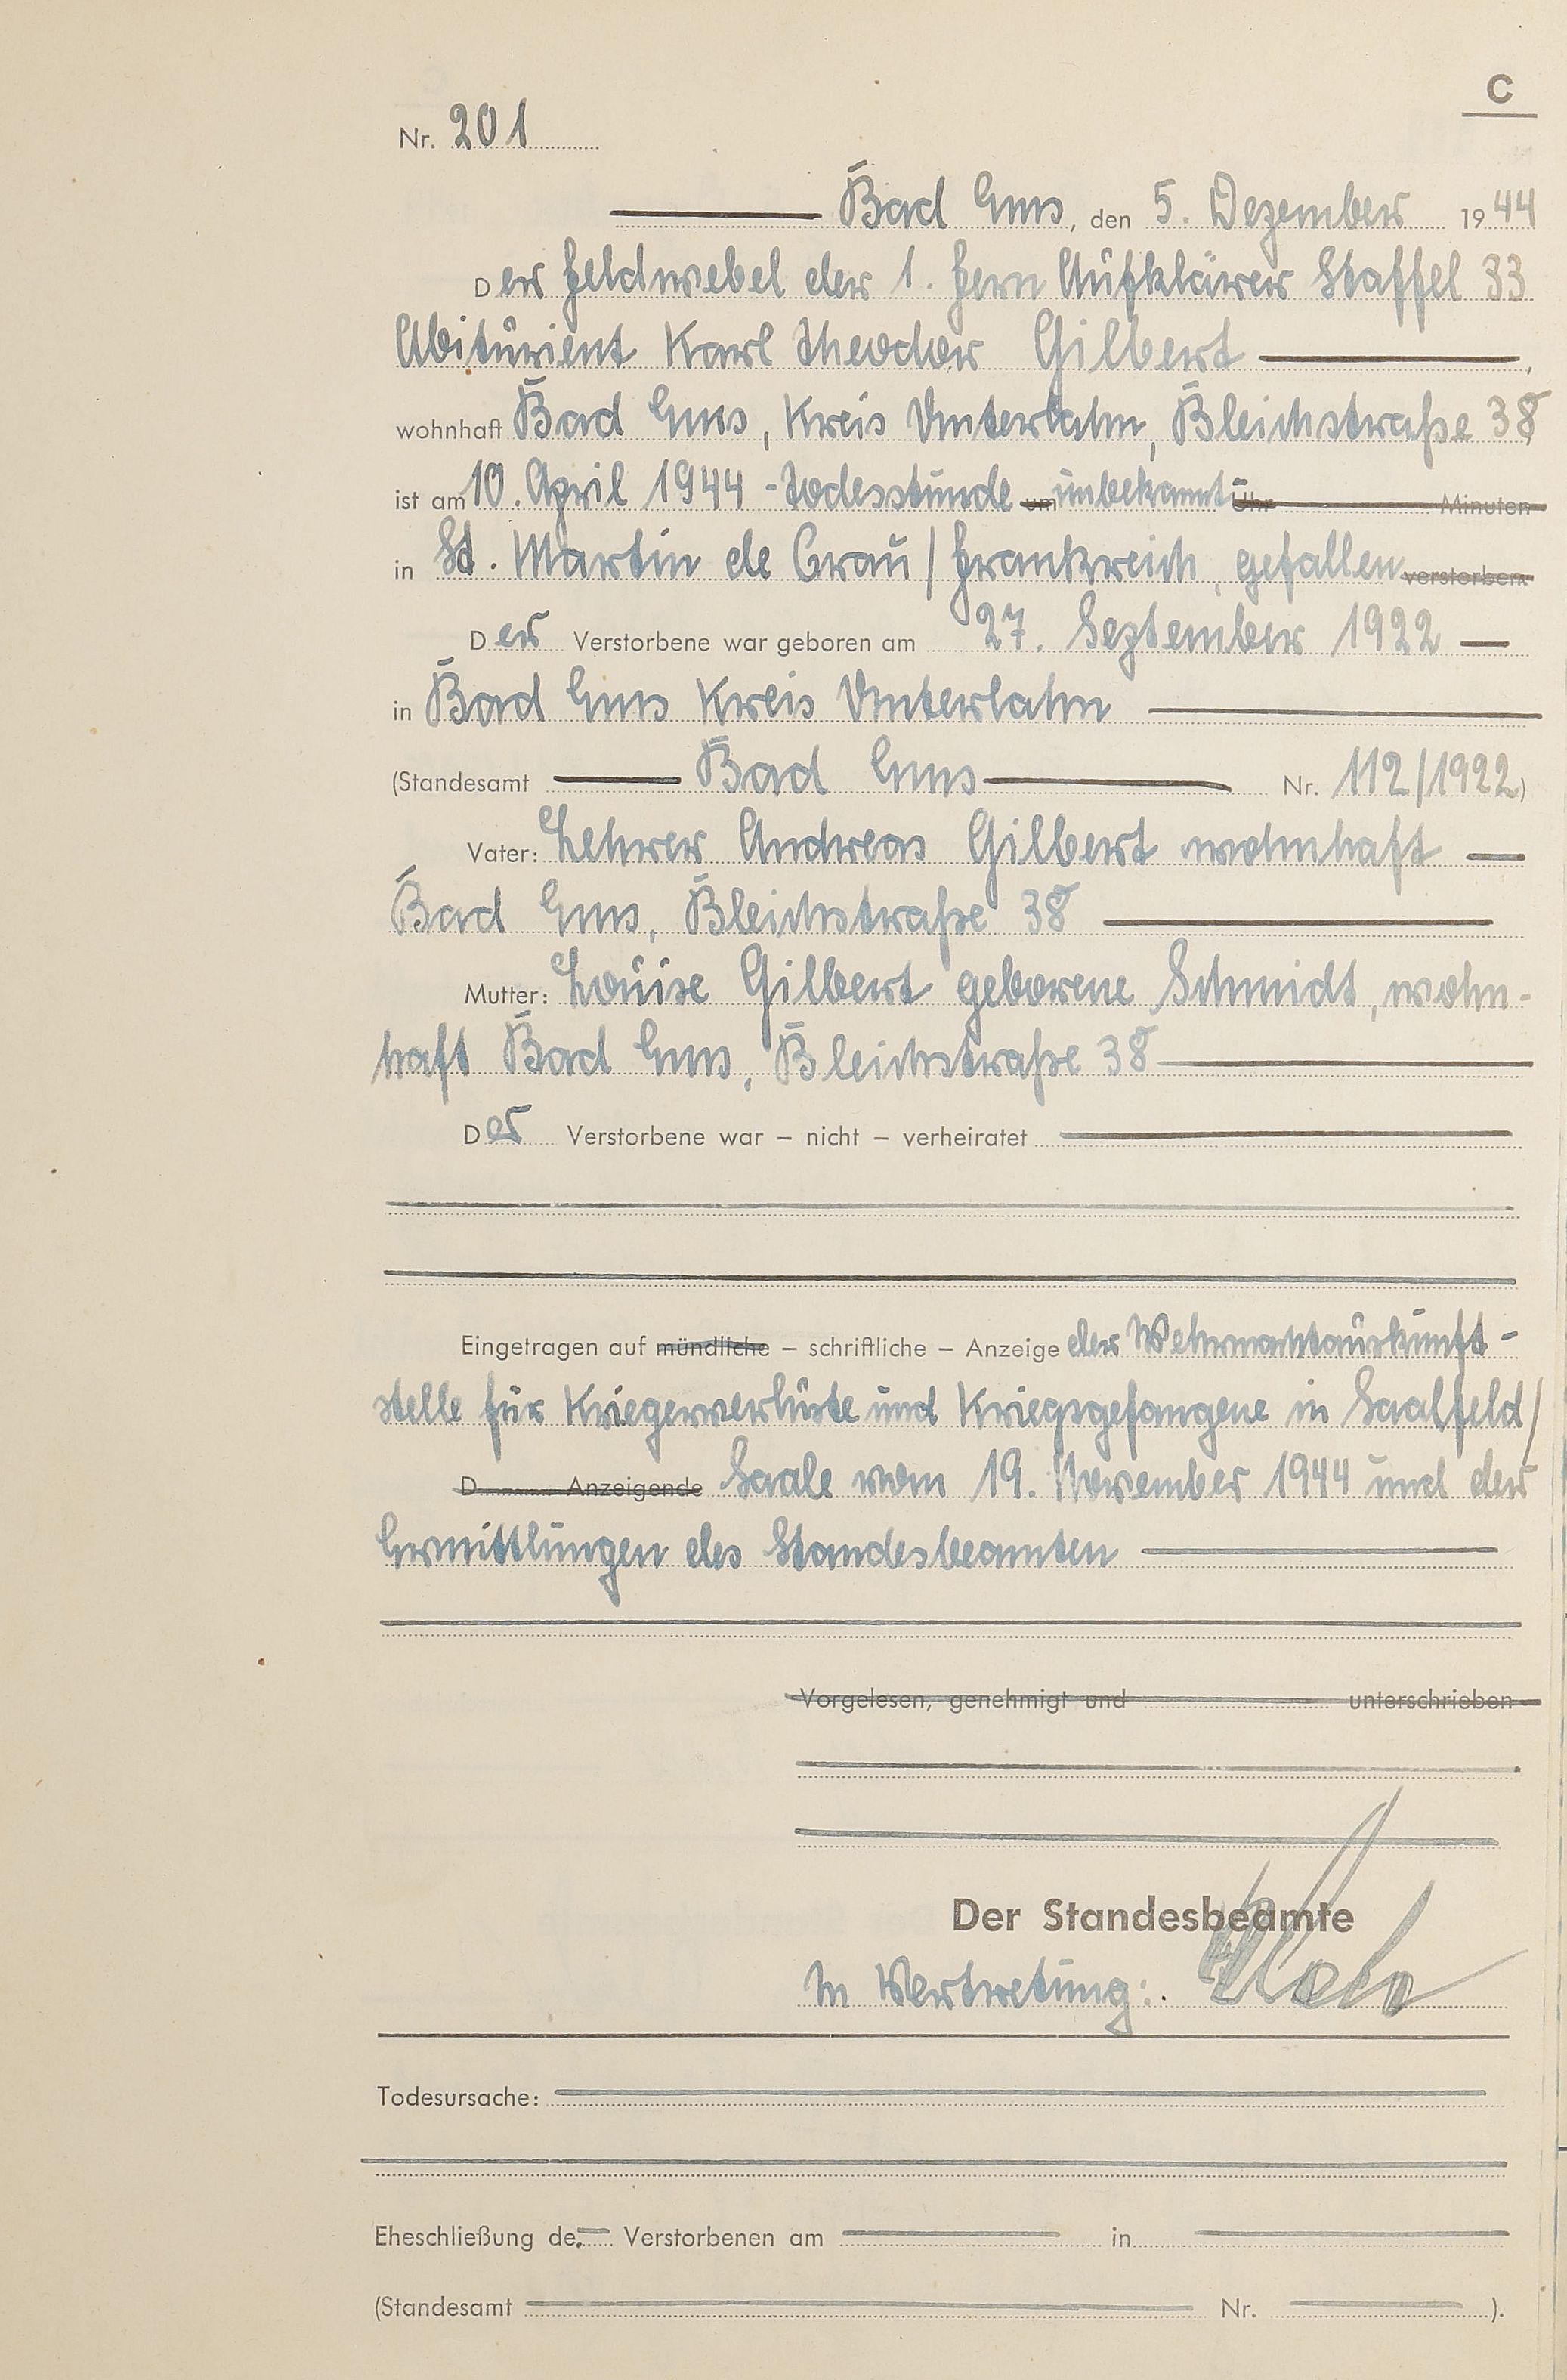 C
Nr. 201
Bad Ems, den 5. Dezember 1944
Der Feldwebel der 1. Fern Aufklärer Staffel 33
Abiturient Karl Theodor Gilbert,
wohnhaft Bad Ems, Kreis Unterlahn, Bleichstraße 38
ist am 10. April 1944 - Todesstunde um unbekannt - Uhr Minuten
in St. Martin de Crau / Frankreich, gefallen verstorben.
Der Verstorbene war geboren am 27. September 1922
in Bad Ems Kreis Unterlahn
(Standesamt Bad Ems Nr. 112/1922)
Vater: Lehrer Andreas Gilbert wohnhaft
Bad Ems, Bleichstraße 38
Mutter: Louise Gilbert geborene Schmidt, wohn-
haft Bad Ems, Bleichstraße 38
Der Verstorbene war – nicht – verheiratet
Eingetragen auf mündliche – schriftliche – Anzeige der Wehrmachtauskunft-
stelle für Kriegerverluste und Kriegsgefangene in Saalfeld/
D Anzeigende Saale vom 19. November 1944 und der
Ermittlungen des Standesbeamten
Vorgelesen, genehmigt und unterschrieben
Der Standesbeamte
In Vertretung:
Todesursache:
Eheschließung de Verstorbenen am in
(Standesamt Nr. ).